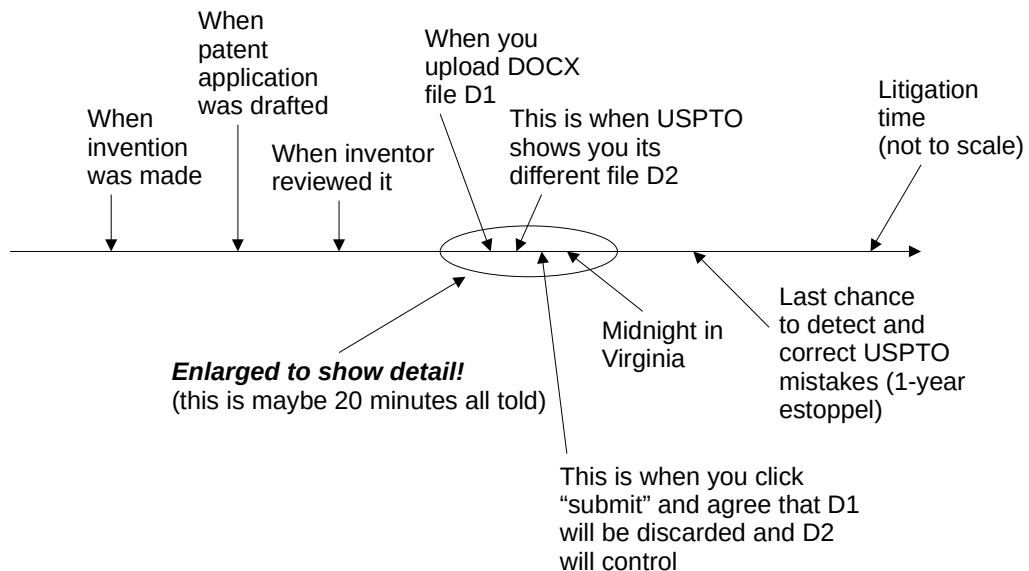 When
patent
application
was drafted
When you
upload DOCX
file D1
Litigation
time
(not to scale)
When
invention
was made
This is when USPTO
shows you its
different file D2
When inventor
reviewed it
Last chance
to detect and
correct USPTO
mistakes (1-year
estoppel)
Midnight in
Virginia
Enlarged to show detail!
(this is maybe 20 minutes all told)
This is when you click
“submit” and agree that D1
will be discarded and D2
will control